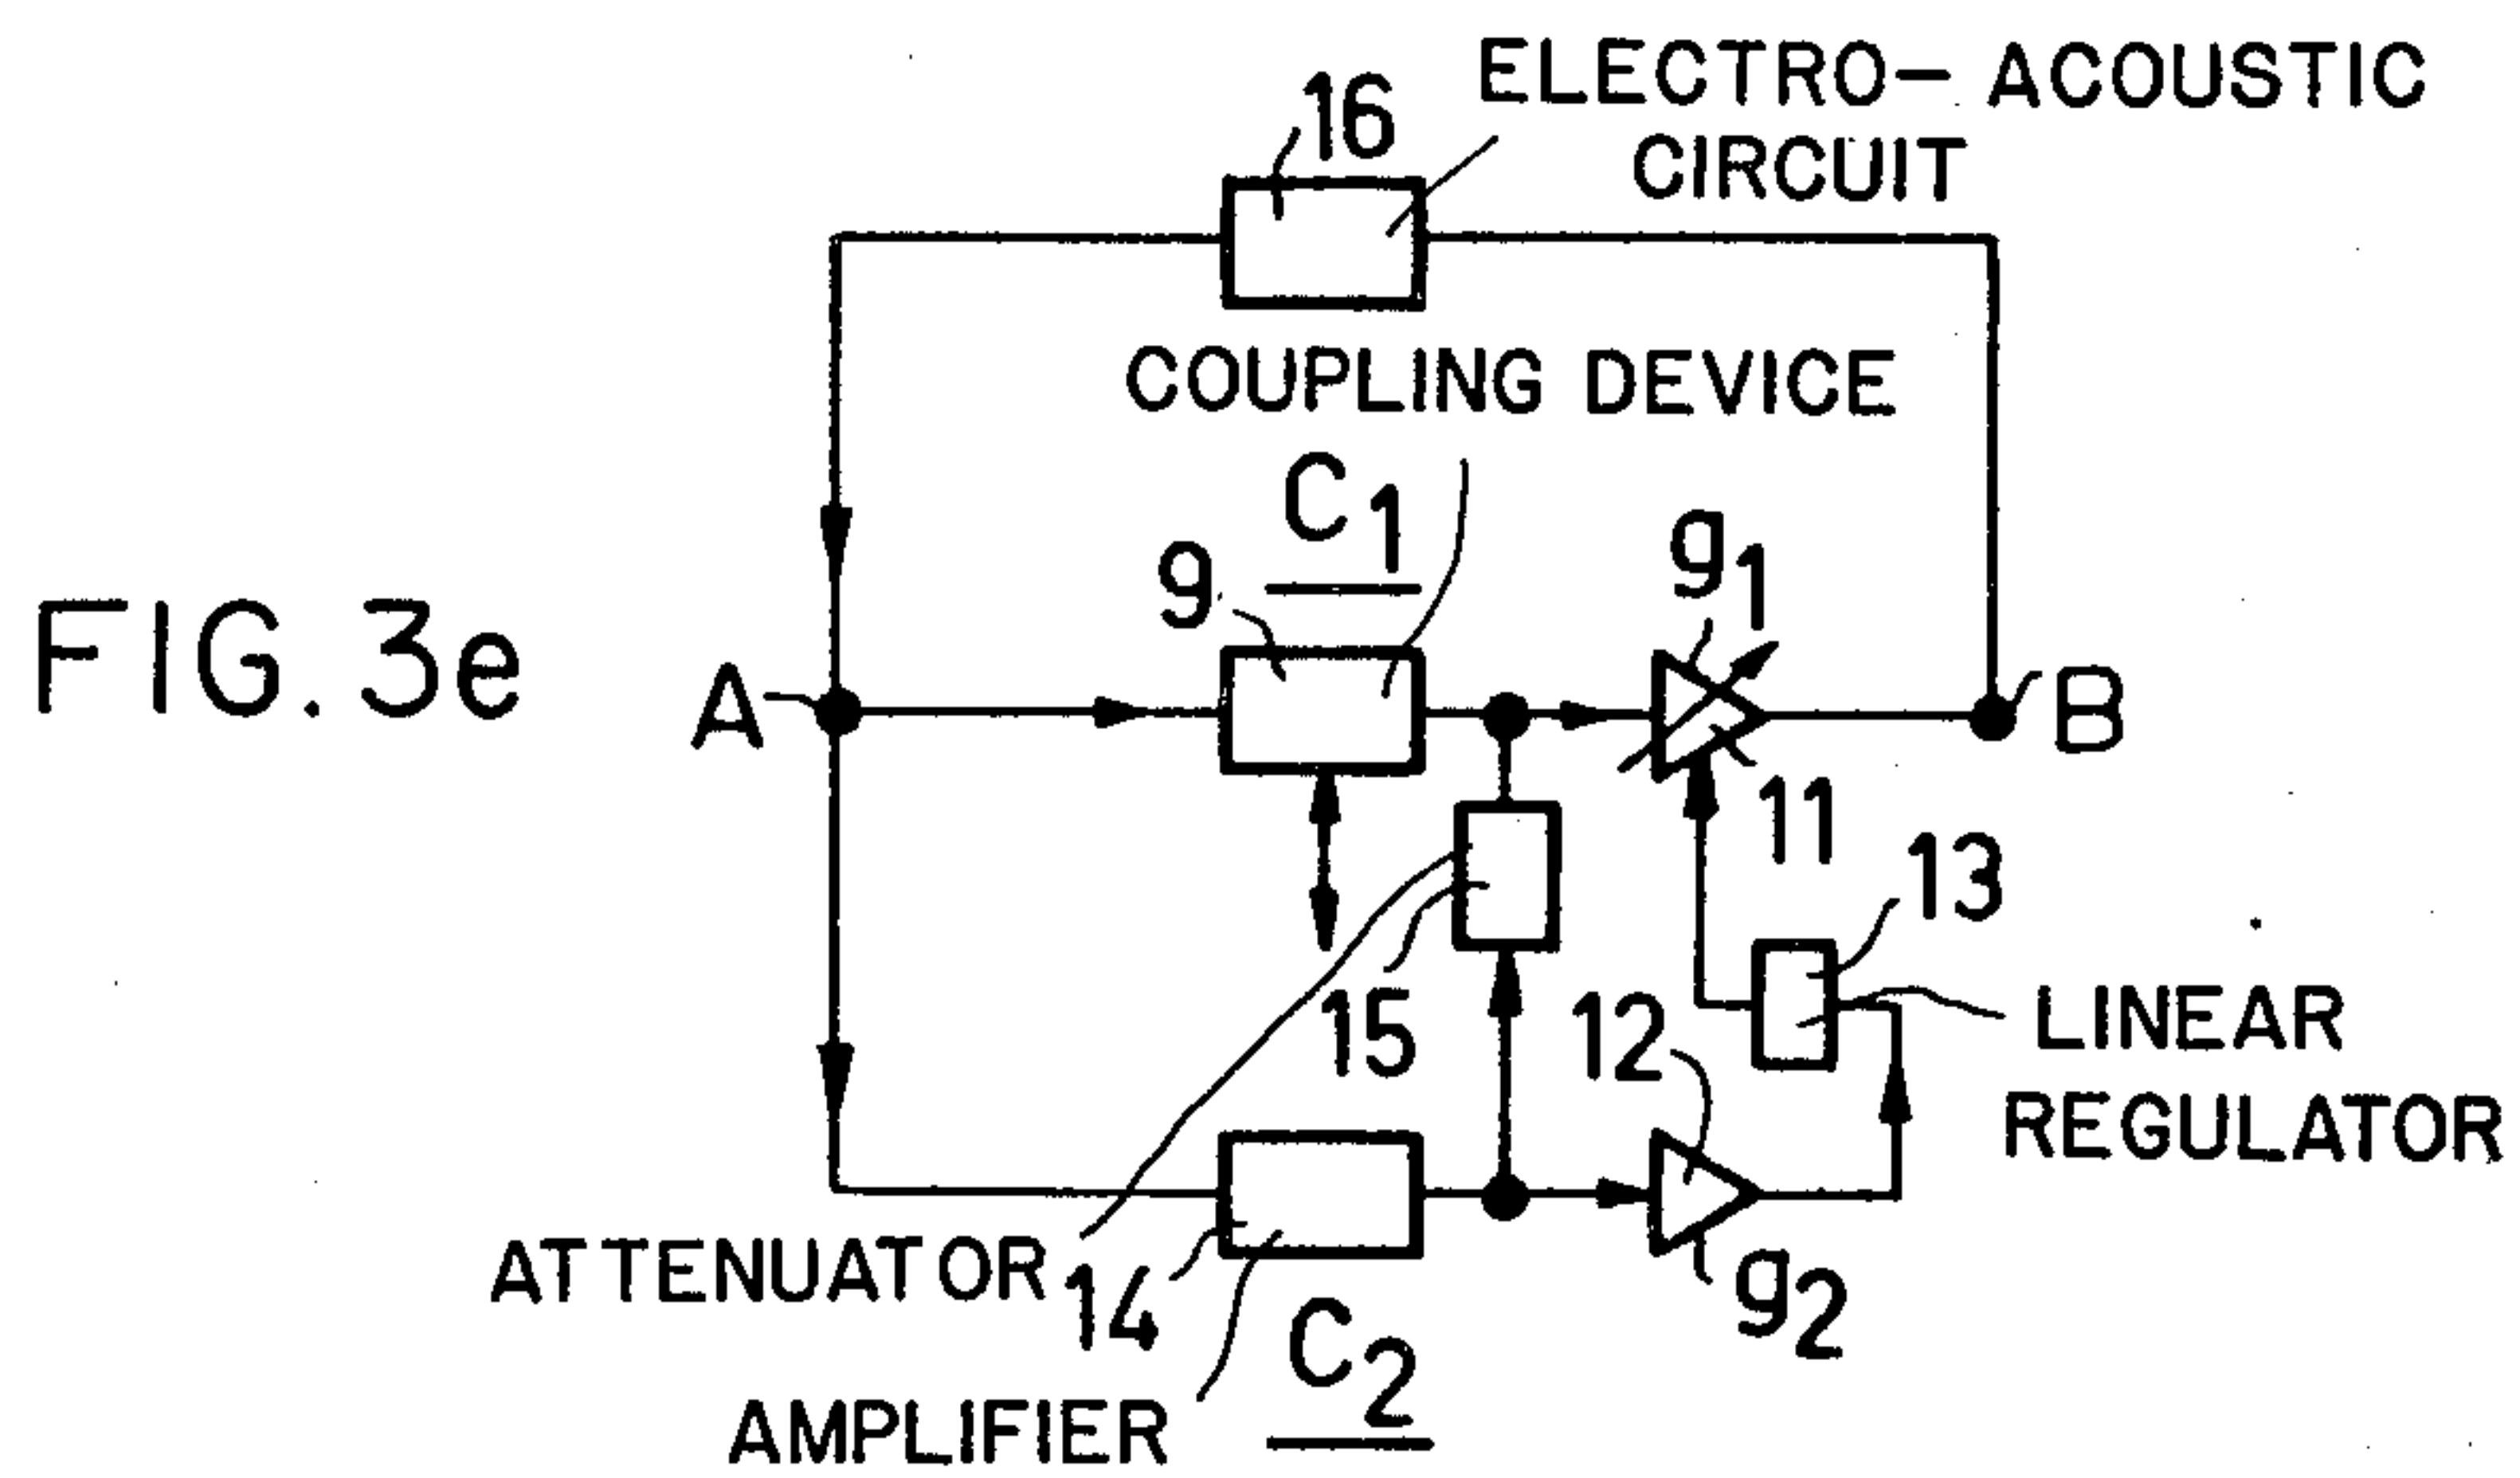 ELECTRO-ACOUSTIC
CIRCUIT
16
COUPLING DEVICE
C1
9
g1
FIG. 3e
A
B
11
13
15
12
LINEAR
REGULATOR
ATTENUATOR
14
g2
C2
AMPLIFIER